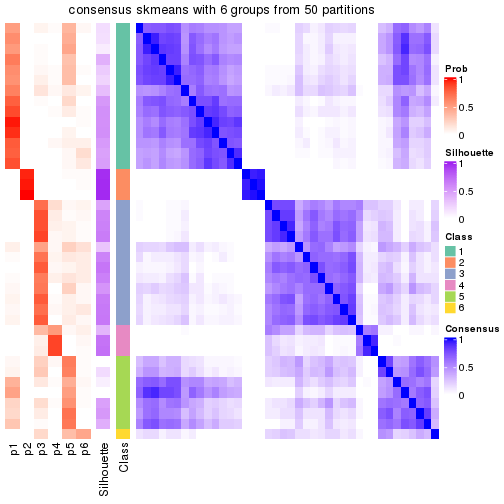 consensus skmeans with 6 groups from 50 partitions
Prob
1
0.5
0
Silhouette
1
0.5
0
Class
1
2
3
4
5
6
Consensus
1
0.5
0
p1
p2
p3
p4
p5
p6
Silhouette
Class